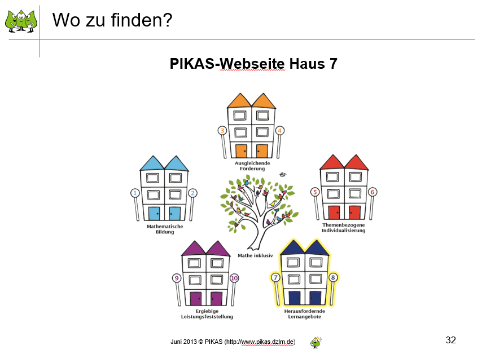 Wo zu finden?
PIKAS-Webseite Haus 7
3
4
Ausgleichende
Förderung
1
2
5
6
Mathematische
Bildung
Themenbezogene
Individualisierung
Mathe inklusiv
9
10
7
8
Ergiebige
Leistungsfeststellung
Herausfordernde
Lernangebote
Juni 2013 © PIKAS (http://www.pikas.dzlm.de)
32